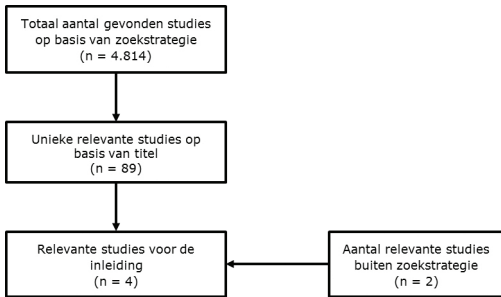 Totaal aantal gevonden studies
op basis van zoekstrategie
(n = 4.814)
Unieke relevante studies op
basis van titel
(n = 89)
Relevante studies voor de
inleiding
(n = 4)
Aantal relevante studies
buiten zoekstrategie
(n = 2)